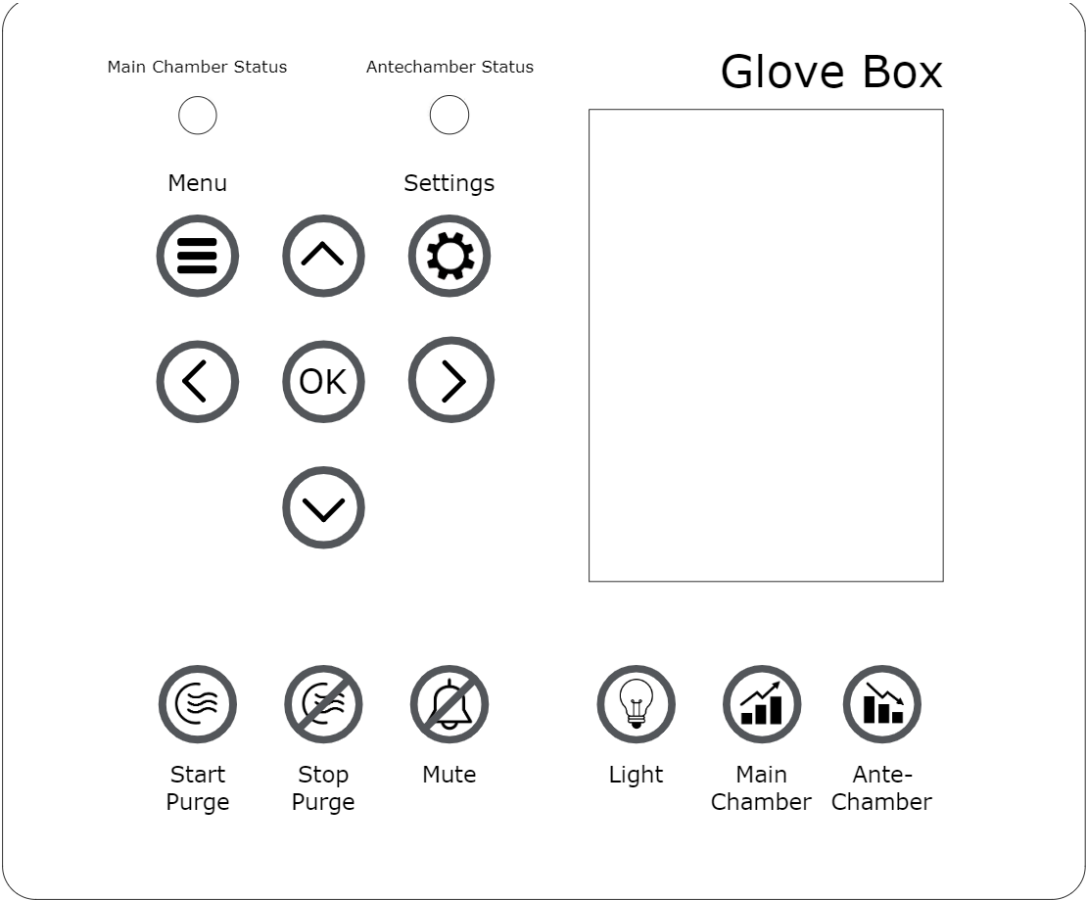 Main Chamber Status
Antechamber Status
Glove Box
Menu
Settings
OK
Start
Purge
Stop
Purge
Mute
Light
Main
Chamber
Ante-
Chamber